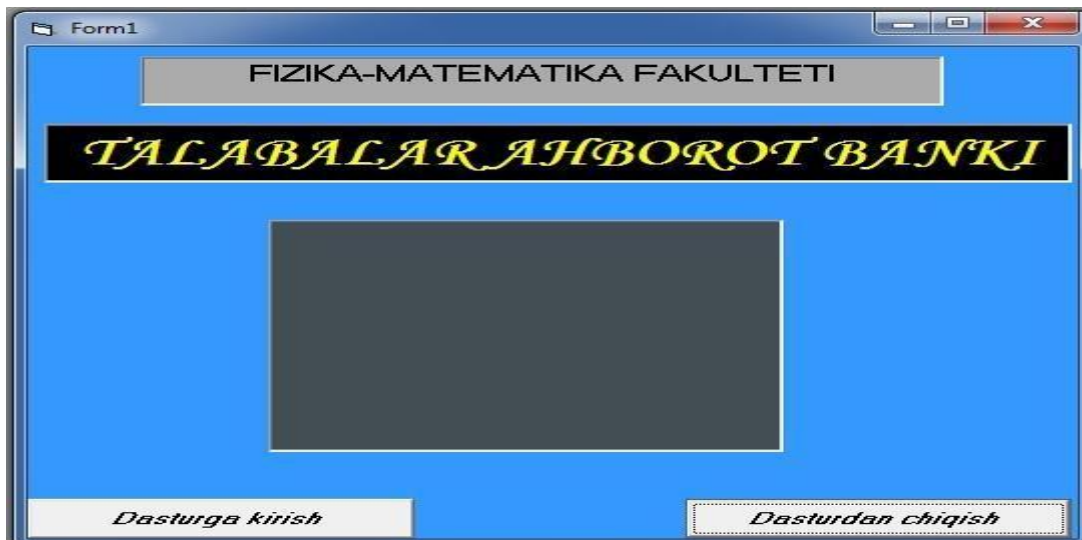 Form1
FIZIKA-MATEMATIKA FAKULTETI
TALABALAR AHBOROT BANKI
Dasturga kirish
Dasturdan chiqish